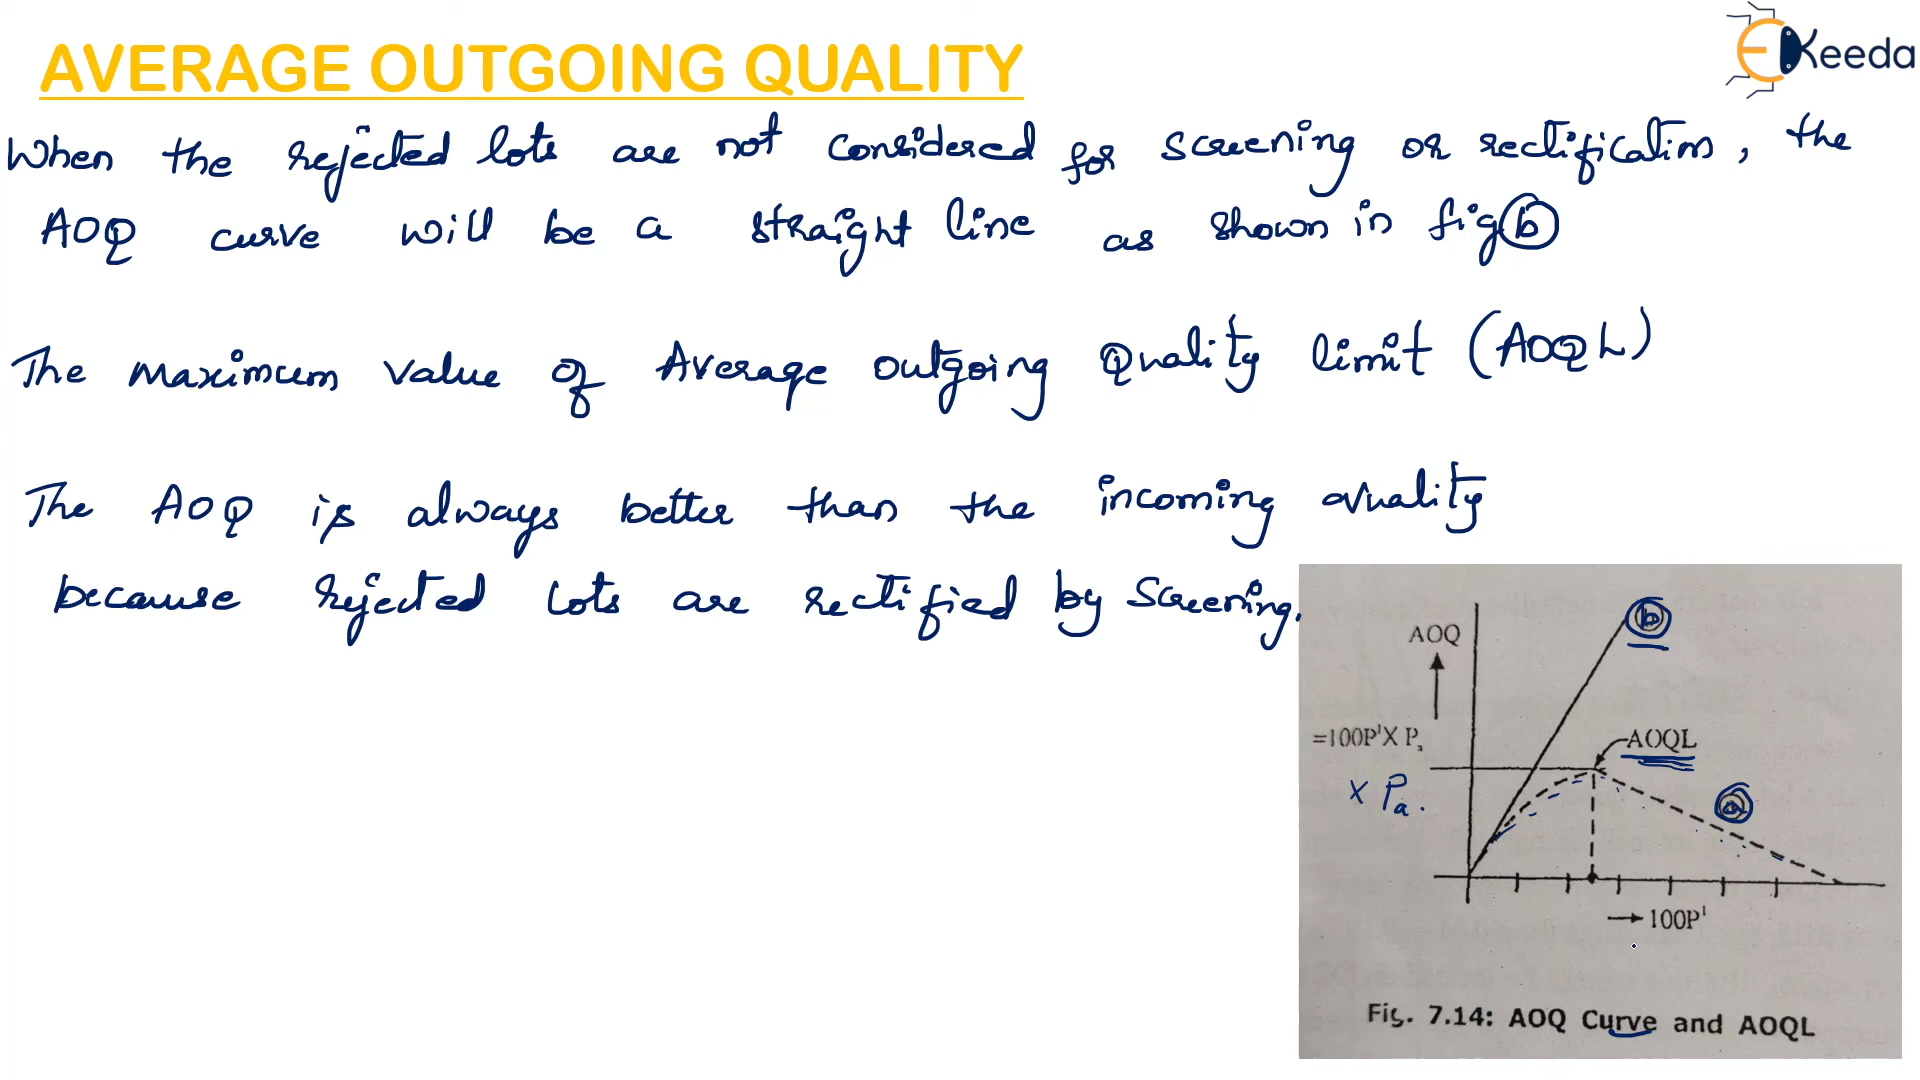 AVERAGE OUTGOING QUALITY
EKeeda
When the rejected lots are not considered for screening or rectification, the
AOQ curve will be a straight line as shown in fig b
The maximum value of Average outgoing Quality limit (AOQL)
The AOQ is always better than the incoming quality
because rejected lots are rectified by screening.
b
AOQ
=100P'X Pa
AOQL
X Pa.
a
→100P'
Fig. 7.14: AOQ Curve and AOQL